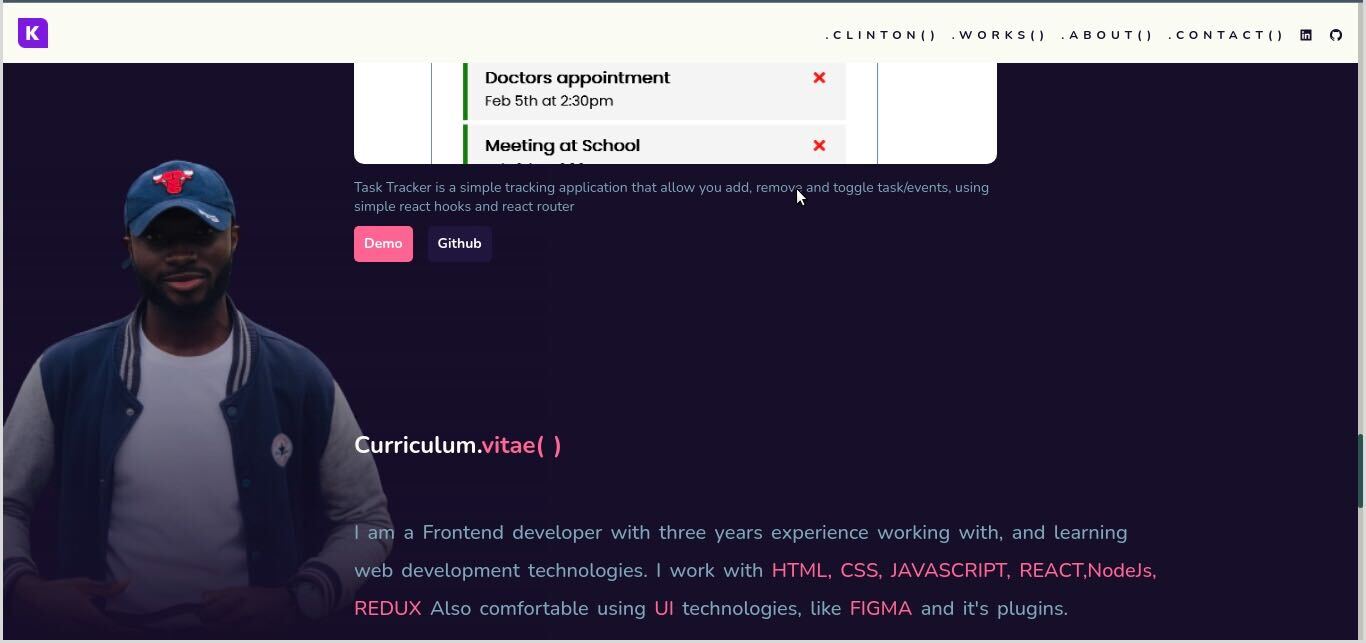 K
.CLINTON() .WORKS() .ABOUT() .CONTACT()
Doctors appointment
Feb 5th at 2:30pm
Meeting at School
Task Tracker is a simple tracking application that allow you add, remove and toggle task/events, using
simple react hooks and react router
Demo Github
Curriculum.vitae( )
I am a Frontend developer with three years experience working with, and learning
web development technologies. I work with HTML, CSS, JAVASCRIPT, REACT,NodeJs,
REDUX Also comfortable using UI technologies, like FIGMA and it's plugins.